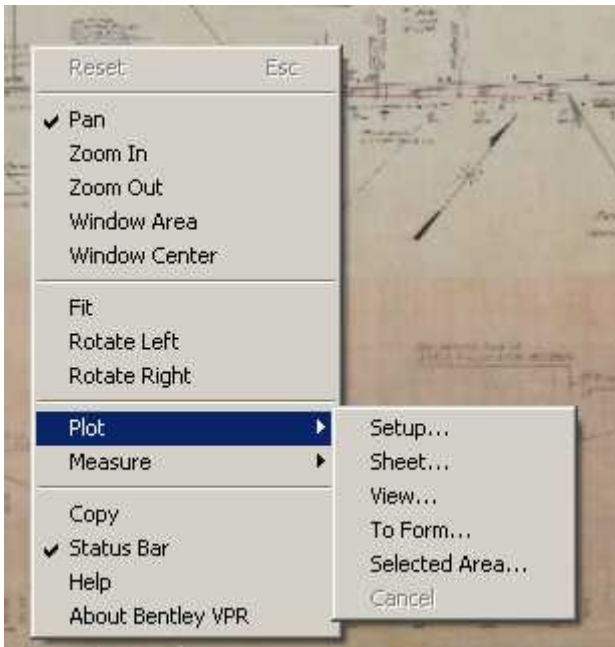 Reset Esc
Pan
Zoom In
Zoom Out
Window Area
Window Center
Fit
Rotate Left
Rotate Right
Plot
Measure
Copy
Status Bar
Help
About Bentley VPR
Setup...
Sheet...
View...
To Form...
Selected Area...
Cancel